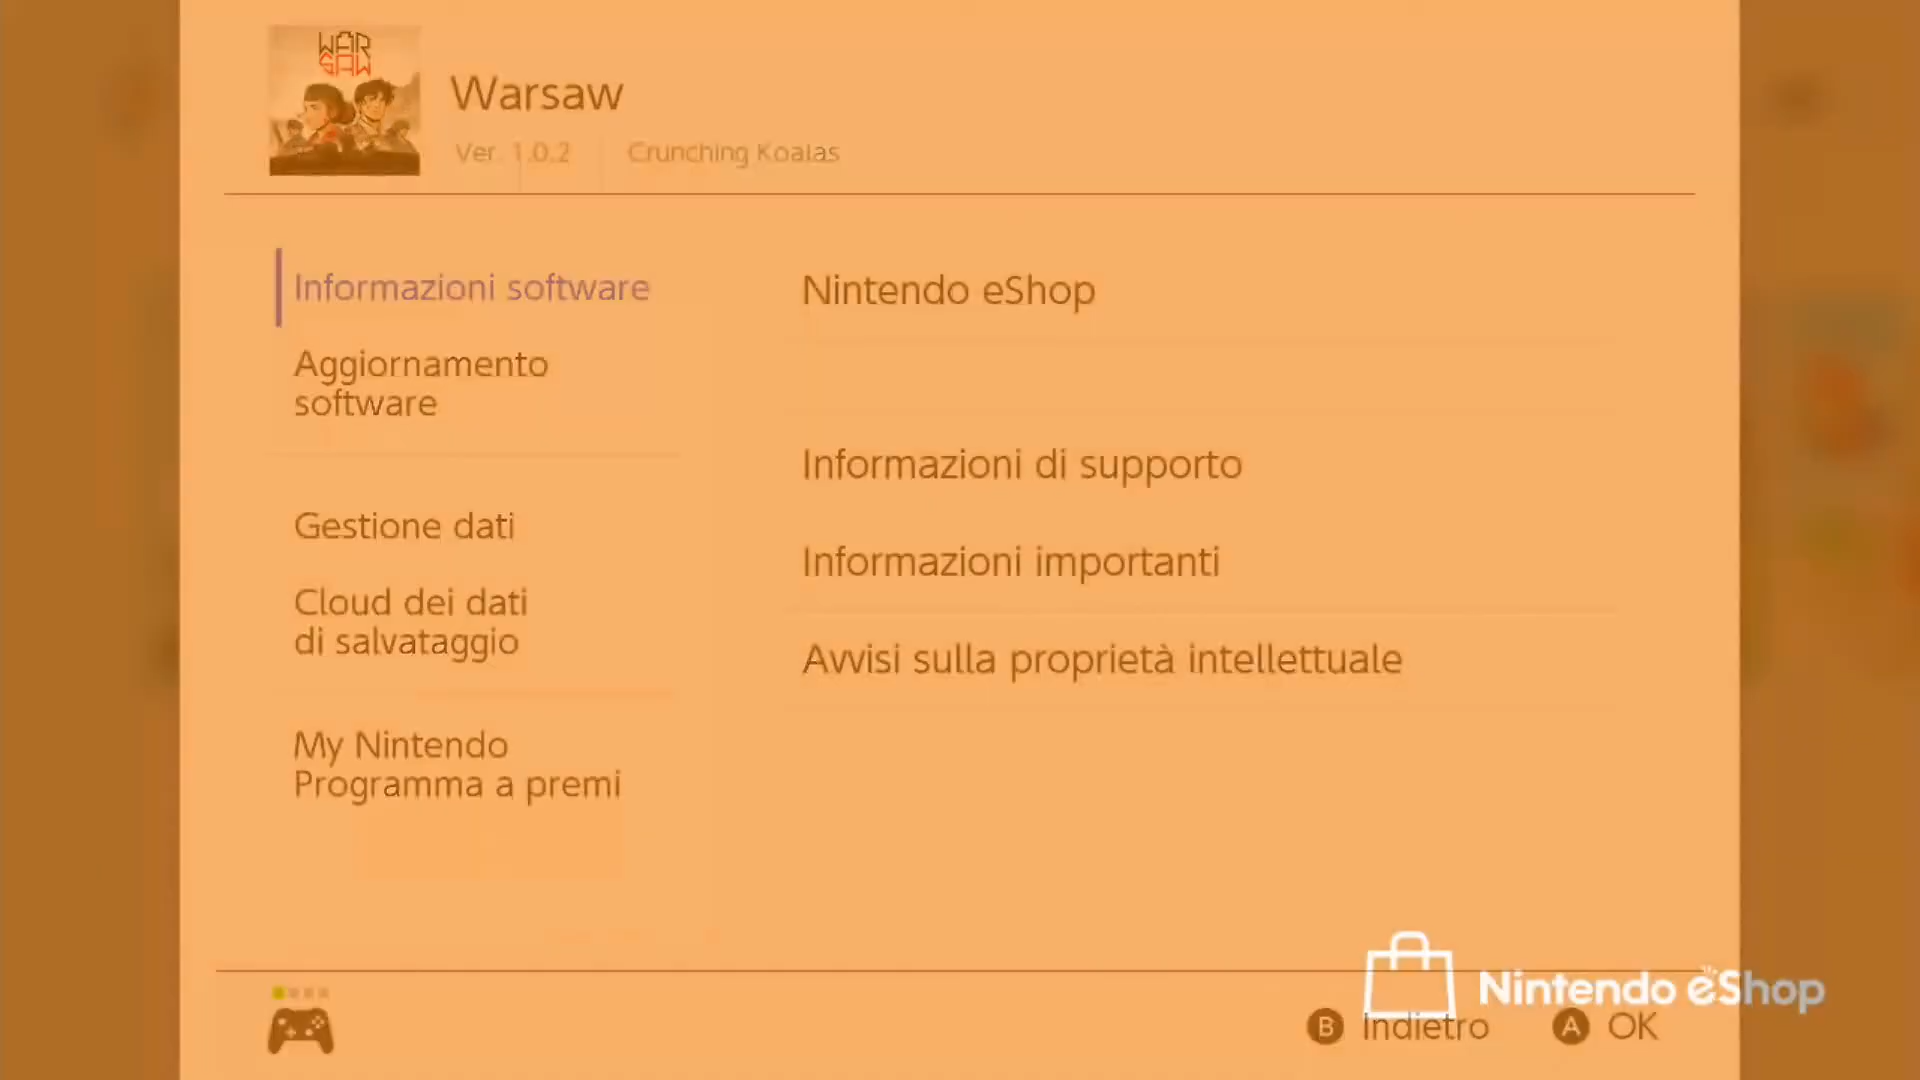 WAR
SAW
Warsaw
Ver. 1.0.2
Crunching Koalas
Informazioni software
Aggiornamento
software
Gestione dati
Cloud dei dati
di salvataggio
My Nintendo
Programma a premi
Nintendo eShop
Informazioni di supporto
Informazioni importanti
Avvisi sulla proprietà intellettuale
Nintendo eShop
B Indietro
A OK